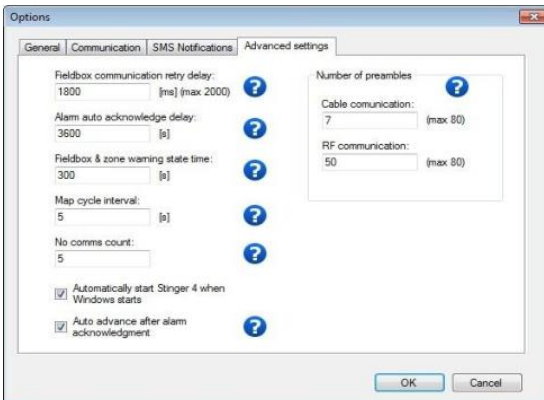 Options
General
Communication
SMS Notifications
Advanced settings
Fieldbox communication retry delay:
1800 [ms] (max 2000)
Alarm auto acknowledge delay:
3600 [s]
Fieldbox & zone warning state time:
300 [s]
Map cycle interval:
5 [s]
No comms count:
5
Automatically start Stinger 4 when
Windows starts
Auto advance after alarm
acknowledgment
Number of preambles
Cable comunication:
7 (max 80)
RF communication:
50 (max 80)
OK
Cancel